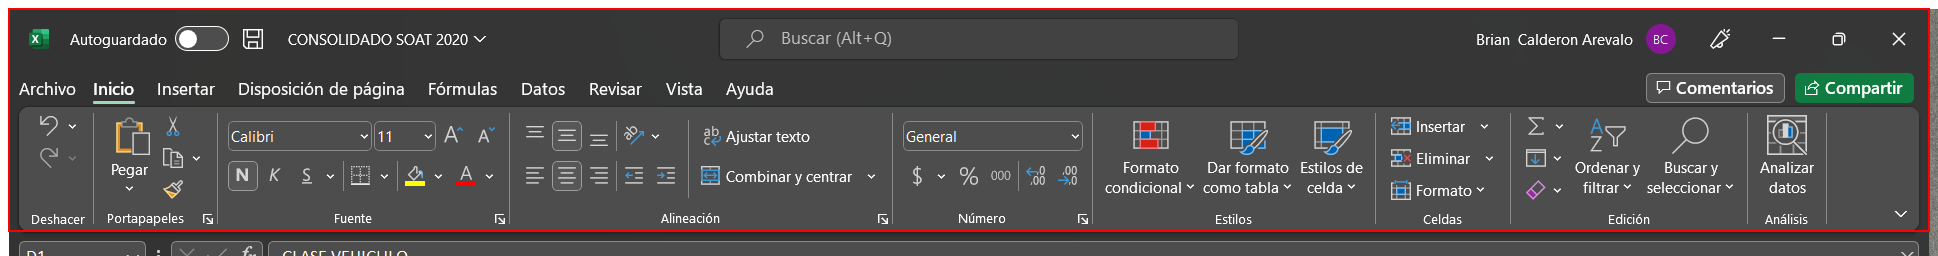 Autoguardado CONSOLIDADO SOAT 2020 Buscar (Alt+Q) Brian Calderon Arevalo BC
Archivo Inicio Insertar Disposición de página Fórmulas Datos Revisar Vista Ayuda Comentarios Compartir
Calibri 11 Ajustar texto General Insertar
Pegar Formato condicional Dar formato como tabla Estilos de celda Eliminar Ordenar y filtrar Buscar y seleccionar Analizar datos
N K S A Combinar y centrar $ % 000 Formato
Deshacer Portapapeles Fuente Alineación Número Estilos Celdas Edición Análisis
D1 fx CLASE VEHICULO